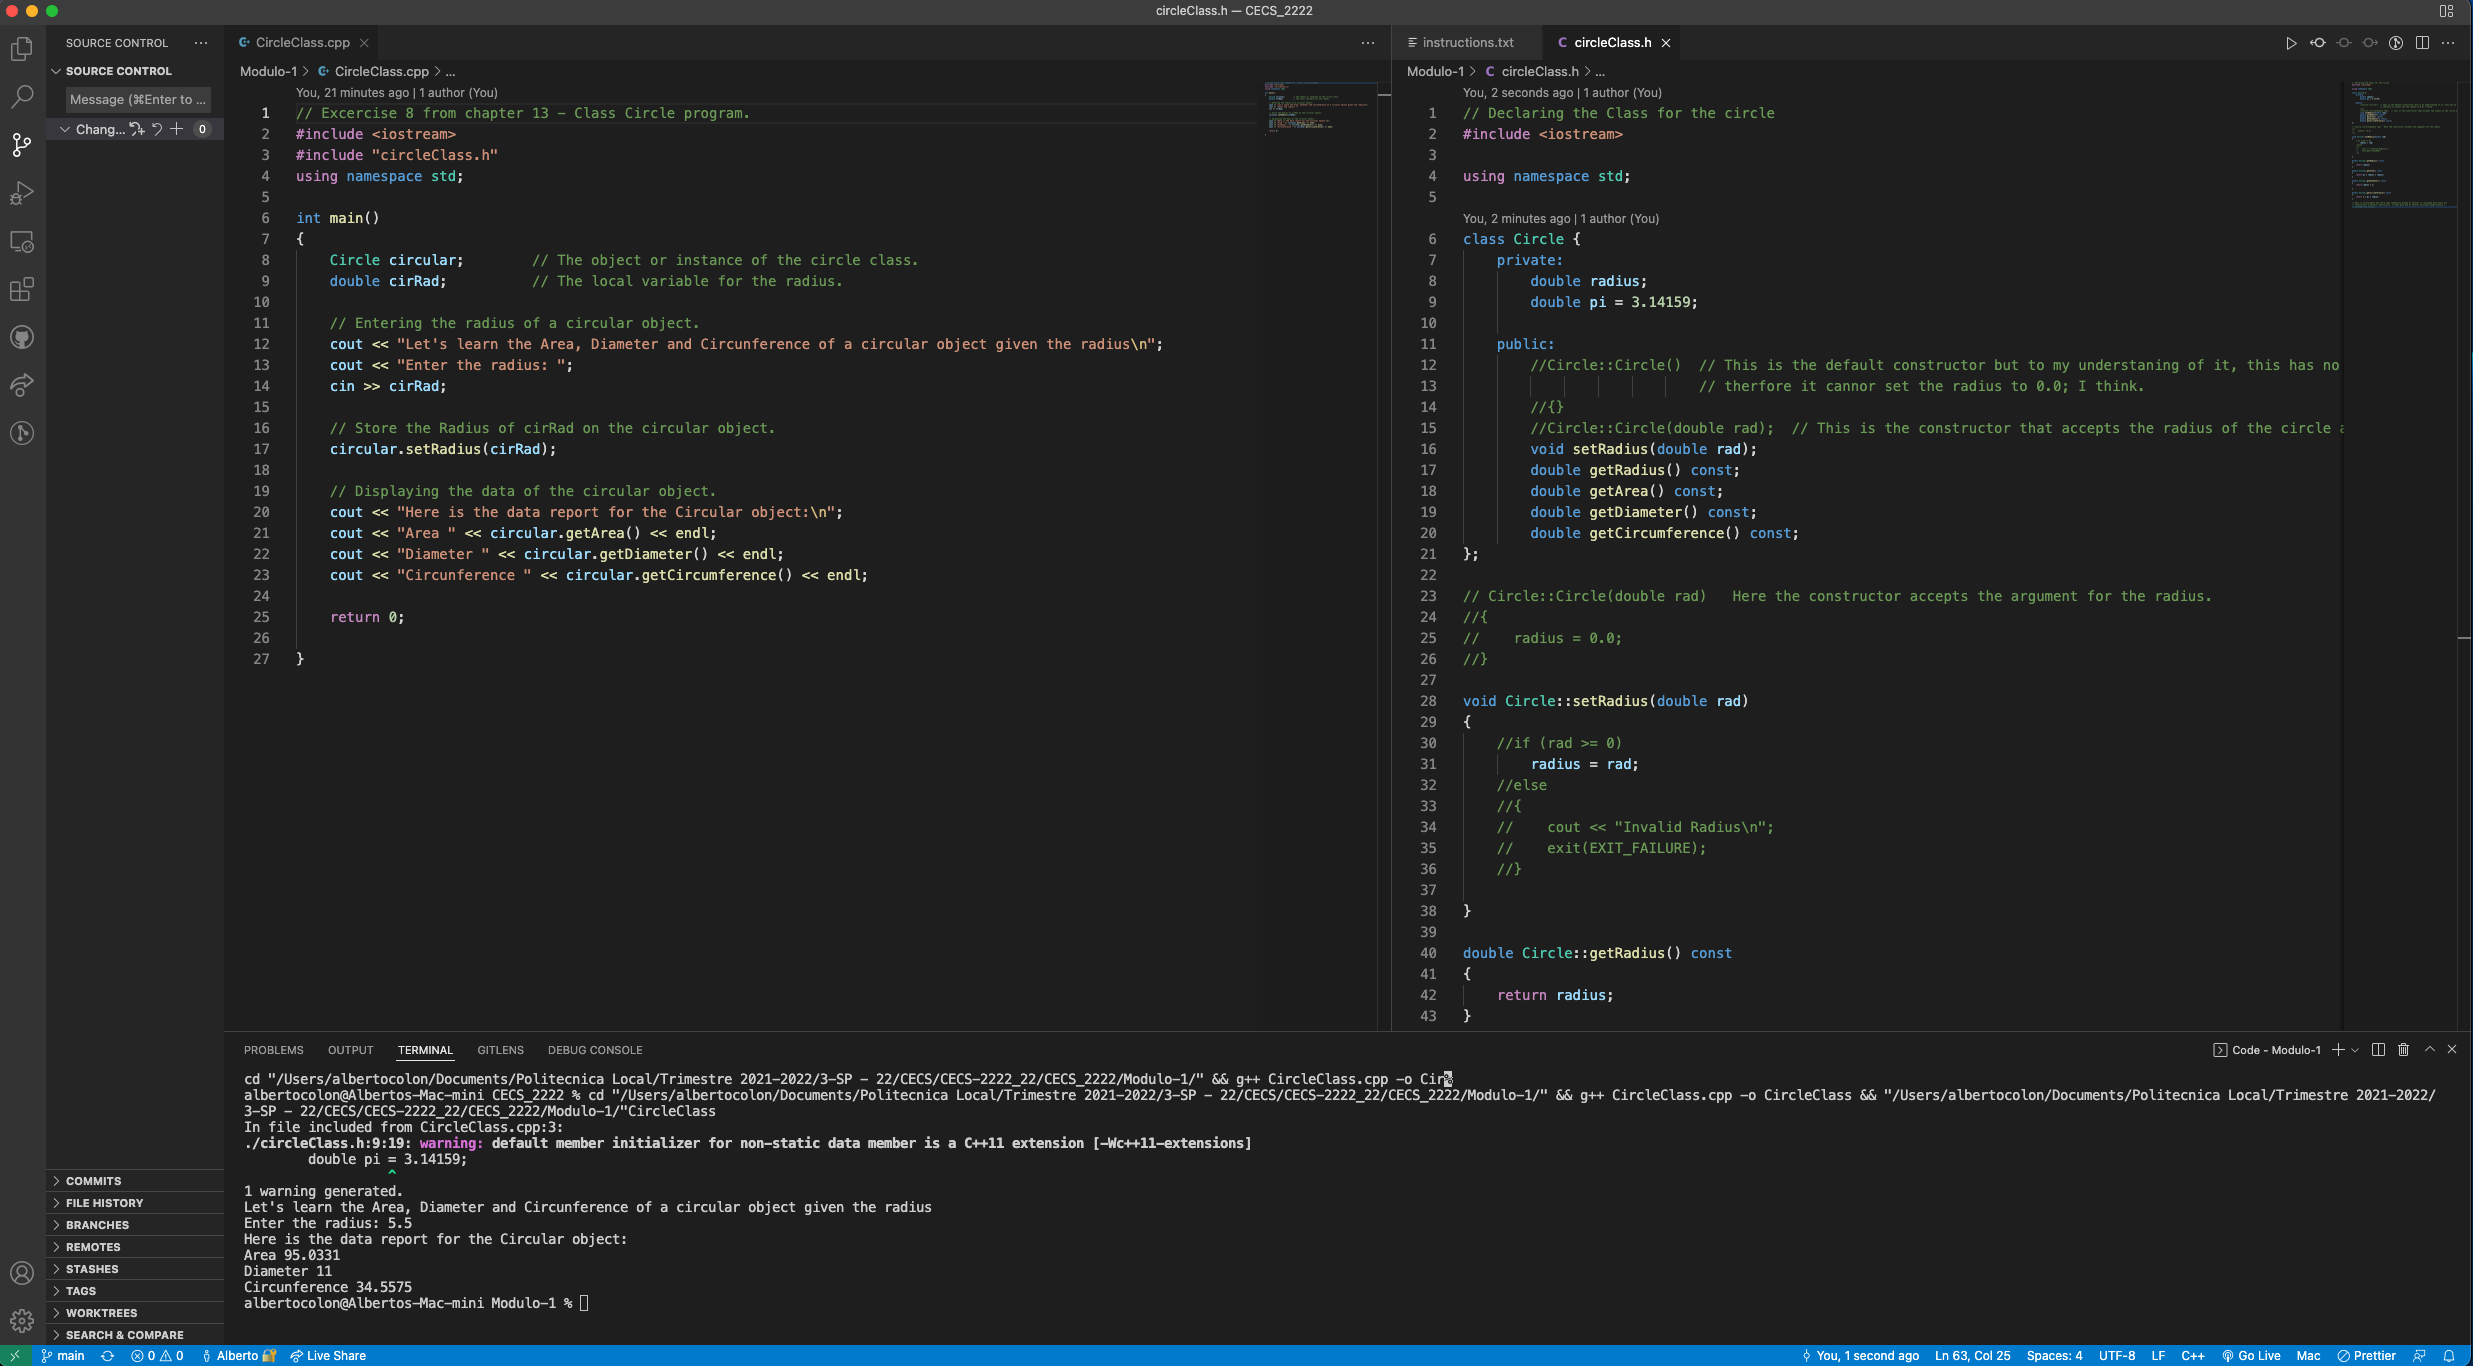 circleClass.h — CECS_2222
SOURCE CONTROL
SOURCE CONTROL
Message (⌘Enter to ...
Chang... 0
COMMITS
FILE HISTORY
BRANCHES
REMOTES
STASHES
TAGS
WORKTREES
SEARCH & COMPARE
CircleClass.cpp
Modulo-1 > CircleClass.cpp > ...
You, 21 minutes ago | 1 author (You)
1 // Excercise 8 from chapter 13 - Class Circle program.
2 #include <iostream>
3 #include "circleClass.h"
4 using namespace std;
5
6 int main()
7 {
8 Circle circular; // The object or instance of the circle class.
9 double cirRad; // The local variable for the radius.
10
11 // Entering the radius of a circular object.
12 cout << "Let's learn the Area, Diameter and Circunference of a circular object given the radius\n";
13 cout << "Enter the radius: ";
14 cin >> cirRad;
15
16 // Store the Radius of cirRad on the circular object.
17 circular.setRadius(cirRad);
18
19 // Displaying the data of the circular object.
20 cout << "Here is the data report for the Circular object:\n";
21 cout << "Area " << circular.getArea() << endl;
22 cout << "Diameter " << circular.getDiameter() << endl;
23 cout << "Circunference " << circular.getCircumference() << endl;
24
25 return 0;
26
27 }
instructions.txt
circleClass.h
Modulo-1 > circleClass.h > ...
You, 2 seconds ago | 1 author (You)
1 // Declaring the Class for the circle
2 #include <iostream>
3
4 using namespace std;
5
You, 2 minutes ago | 1 author (You)
6 class Circle {
7 private:
8 double radius;
9 double pi = 3.14159;
10
11 public:
12 //Circle::Circle() // This is the default constructor but to my understaning of it, this has no
13 // therfore it cannor set the radius to 0.0; I think.
14 //{}
15 //Circle::Circle(double rad); // This is the constructor that accepts the radius of the circle a
16 void setRadius(double rad);
17 double getRadius() const;
18 double getArea() const;
19 double getDiameter() const;
20 double getCircumference() const;
21 };
22
23 // Circle::Circle(double rad) Here the constructor accepts the argument for the radius.
24 //{
25 // radius = 0.0;
26 //}
27
28 void Circle::setRadius(double rad)
29 {
30 //if (rad >= 0)
31 radius = rad;
32 //else
33 //{
34 // cout << "Invalid Radius\n";
35 // exit(EXIT_FAILURE);
36 //}
37
38 }
39
40 double Circle::getRadius() const
41 {
42 return radius;
43 }
PROBLEMS OUTPUT TERMINAL GITLENS DEBUG CONSOLE
Code - Modulo-1
cd "/Users/albertocolon/Documents/Politecnica Local/Trimestre 2021-2022/3-SP - 22/CECS/CECS-2222_22/CECS_2222/Modulo-1/" && g++ CircleClass.cpp -o Cir%
albertocolon@Albertos-Mac-mini CECS_2222 % cd "/Users/albertocolon/Documents/Politecnica Local/Trimestre 2021-2022/3-SP - 22/CECS/CECS-2222_22/CECS_2222/Modulo-1/" && g++ CircleClass.cpp -o CircleClass && "/Users/albertocolon/Documents/Politecnica Local/Trimestre 2021-2022/
3-SP - 22/CECS/CECS-2222_22/CECS_2222/Modulo-1/"CircleClass
In file included from CircleClass.cpp:3:
./circleClass.h:9:19: warning: default member initializer for non-static data member is a C++11 extension [-Wc++11-extensions]
double pi = 3.14159;
^
1 warning generated.
Let's learn the Area, Diameter and Circunference of a circular object given the radius
Enter the radius: 5.5
Here is the data report for the Circular object:
Area 95.0331
Diameter 11
Circunference 34.5575
albertocolon@Albertos-Mac-mini Modulo-1 %
main 0 0 Alberto Live Share
You, 1 second ago Ln 63, Col 25 Spaces: 4 UTF-8 LF C++ Go Live Mac Prettier